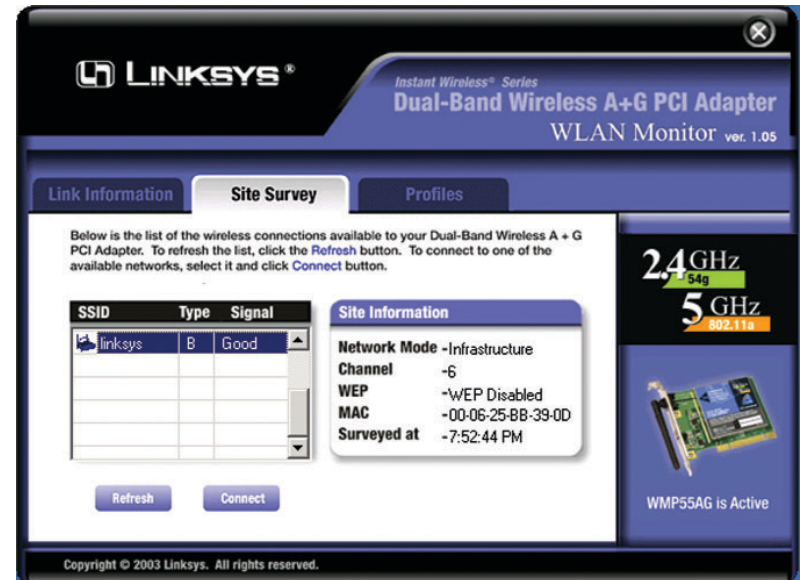 LINKSYS®
Instant Wireless® Series
Dual-Band Wireless A+G PCI Adapter
WLAN Monitor ver. 1.05
Link Information
Site Survey
Profiles
Below is the list of the wireless connections available to your Dual-Band Wireless A + G
PCI Adapter. To refresh the list, click the Refresh button. To connect to one of the
available networks, select it and click Connect button.
SSID Type Signal
linksys B Good
Site Information
Network Mode -Infrastructure
Channel -6
WEP -WEP Disabled
MAC -00-06-25-BB-39-0D
Surveyed at -7:52:44 PM
Refresh
Connect
2.4GHz
54g
5 GHz
802.11a
WMP55AG is Active
Copyright © 2003 Linksys. All rights reserved.